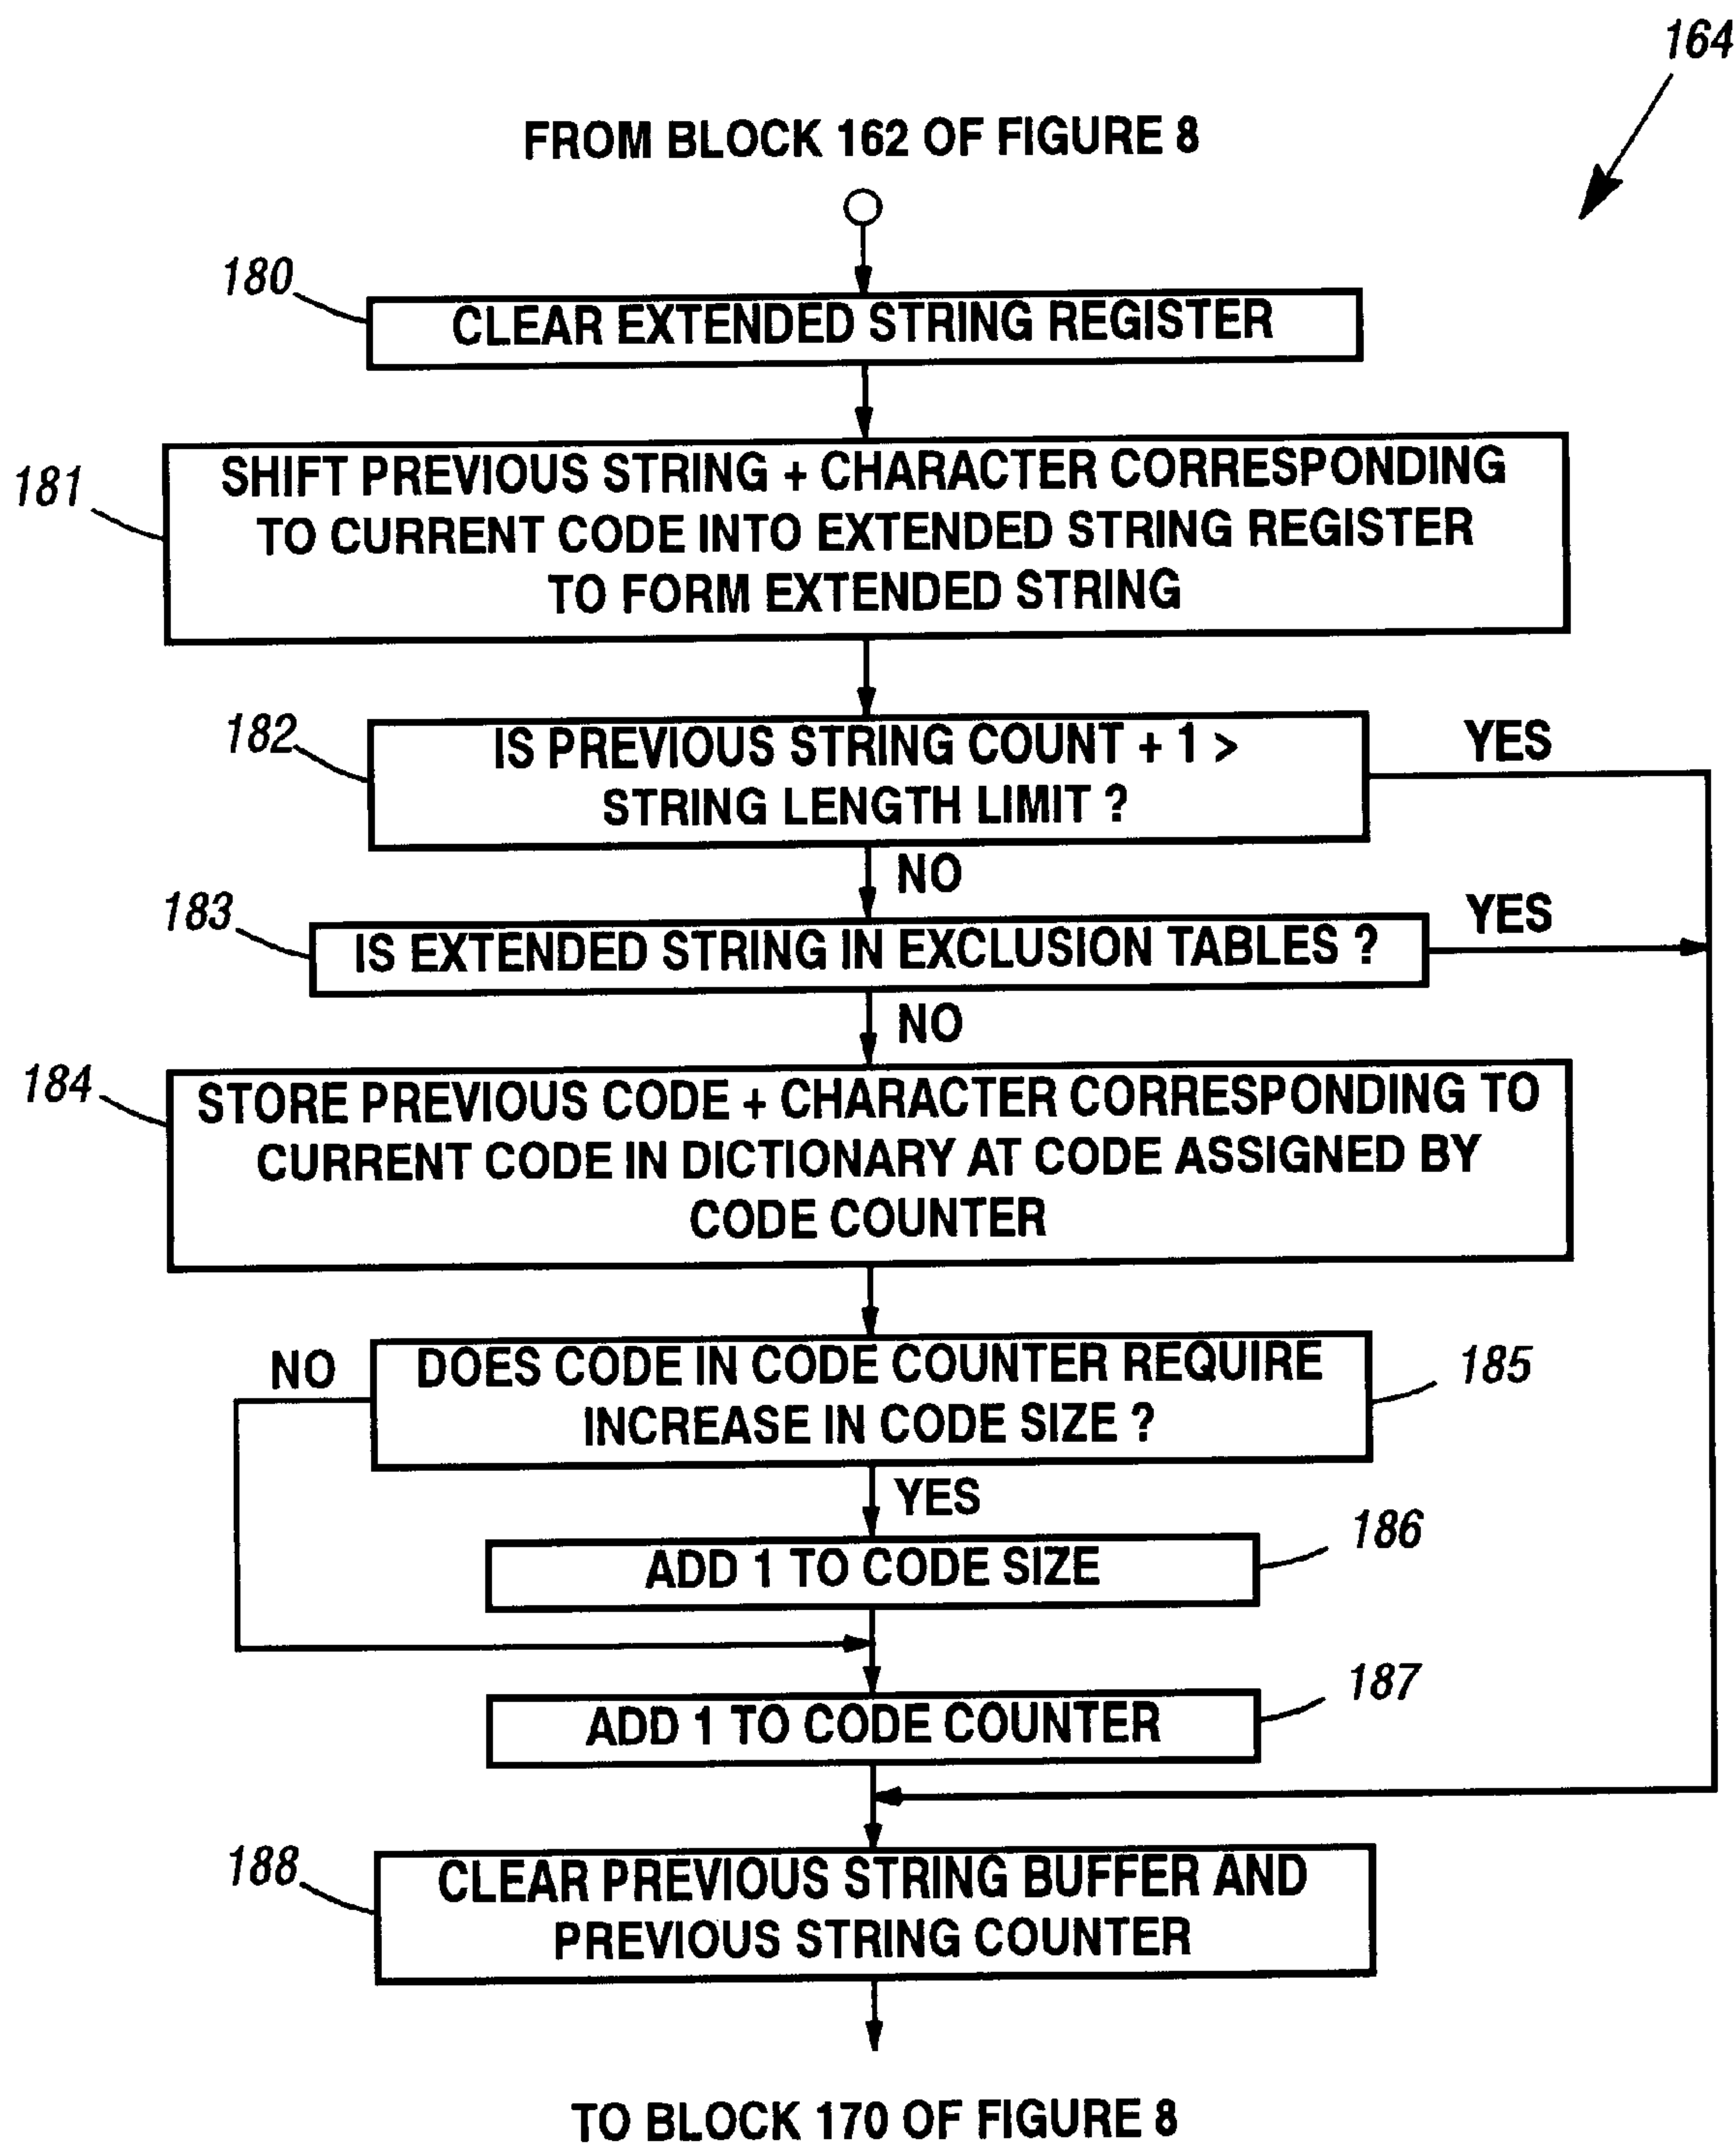 164
FROM BLOCK 162 OF FIGURE 8
180
CLEAR EXTENDED STRING REGISTER
181
SHIFT PREVIOUS STRING + CHARACTER CORRESPONDING
TO CURRENT CODE INTO EXTENDED STRING REGISTER
TO FORM EXTENDED STRING
182
IS PREVIOUS STRING COUNT + 1 >
STRING LENGTH LIMIT ?
YES
NO
183
IS EXTENDED STRING IN EXCLUSION TABLES ?
YES
NO
184
STORE PREVIOUS CODE + CHARACTER CORRESPONDING TO
CURRENT CODE IN DICTIONARY AT CODE ASSIGNED BY
CODE COUNTER
NO
DOES CODE IN CODE COUNTER REQUIRE
INCREASE IN CODE SIZE ?
185
YES
ADD 1 TO CODE SIZE
186
ADD 1 TO CODE COUNTER
187
188
CLEAR PREVIOUS STRING BUFFER AND
PREVIOUS STRING COUNTER
TO BLOCK 170 OF FIGURE 8